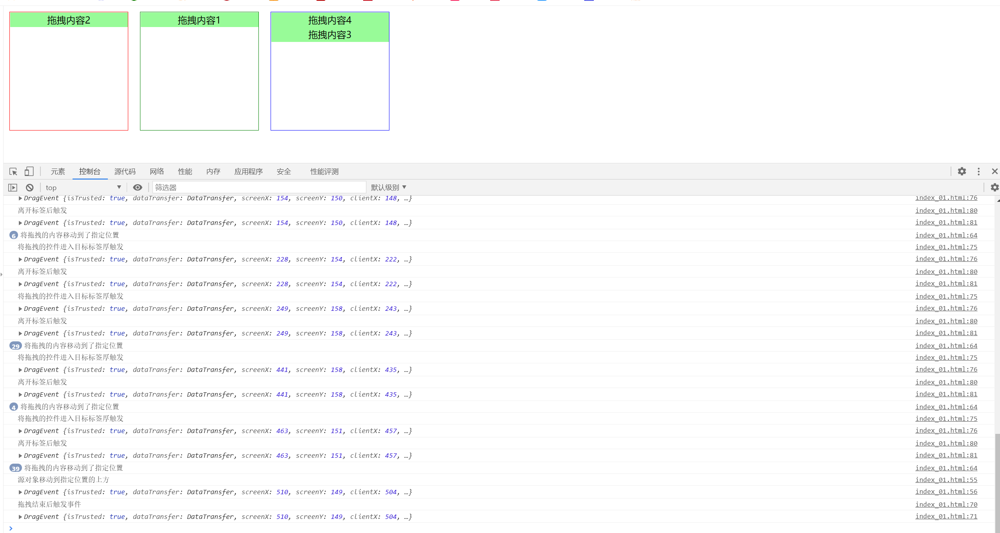 拖拽内容2
拖拽内容1
拖拽内容4
拖拽内容3
元素 控制台 源代码 网络 性能 内存 应用程序 安全 性能评测
top 筛选器 默认级别
DragEvent {isTrusted: true, dataTransfer: DataTransfer, screenX: 154, screenY: 150, clientX: 148, …} index_01.html:76
离开标签后触发 index_01.html:80
DragEvent {isTrusted: true, dataTransfer: DataTransfer, screenX: 154, screenY: 150, clientX: 148, …} index_01.html:81
6 将拖拽的内容移动到了指定位置 index_01.html:64
将拖拽的控件进入目标标签厚触发 index_01.html:75
DragEvent {isTrusted: true, dataTransfer: DataTransfer, screenX: 228, screenY: 154, clientX: 222, …} index_01.html:76
离开标签后触发 index_01.html:80
DragEvent {isTrusted: true, dataTransfer: DataTransfer, screenX: 228, screenY: 154, clientX: 222, …} index_01.html:81
将拖拽的控件进入目标标签厚触发 index_01.html:75
DragEvent {isTrusted: true, dataTransfer: DataTransfer, screenX: 249, screenY: 158, clientX: 243, …} index_01.html:76
离开标签后触发 index_01.html:80
DragEvent {isTrusted: true, dataTransfer: DataTransfer, screenX: 249, screenY: 158, clientX: 243, …} index_01.html:81
29 将拖拽的内容移动到了指定位置 index_01.html:64
将拖拽的控件进入目标标签厚触发 index_01.html:75
DragEvent {isTrusted: true, dataTransfer: DataTransfer, screenX: 441, screenY: 158, clientX: 435, …} index_01.html:76
离开标签后触发 index_01.html:80
DragEvent {isTrusted: true, dataTransfer: DataTransfer, screenX: 441, screenY: 158, clientX: 435, …} index_01.html:81
4 将拖拽的内容移动到了指定位置 index_01.html:64
将拖拽的控件进入目标标签厚触发 index_01.html:75
DragEvent {isTrusted: true, dataTransfer: DataTransfer, screenX: 463, screenY: 151, clientX: 457, …} index_01.html:76
离开标签后触发 index_01.html:80
DragEvent {isTrusted: true, dataTransfer: DataTransfer, screenX: 463, screenY: 151, clientX: 457, …} index_01.html:81
39 将拖拽的内容移动到了指定位置 index_01.html:64
源对象移动到指定位置的上方 index_01.html:55
DragEvent {isTrusted: true, dataTransfer: DataTransfer, screenX: 510, screenY: 149, clientX: 504, …} index_01.html:56
拖拽结束后触发事件 index_01.html:70
DragEvent {isTrusted: true, dataTransfer: DataTransfer, screenX: 510, screenY: 149, clientX: 504, …} index_01.html:71